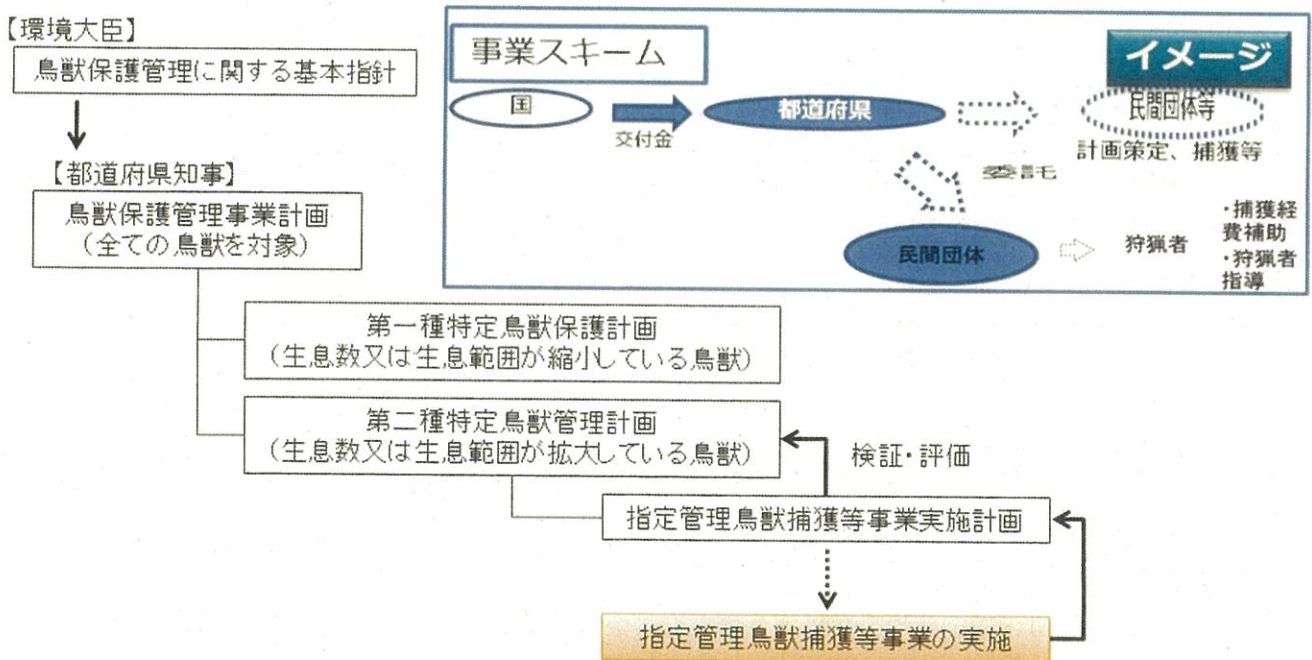 【環境大臣】
鳥獣保護管理に関する基本指針
【都道府県知事】
鳥獣保護管理事業計画
（全ての鳥獣を対象）
第一種特定鳥獣保護計画
（生息数又は生息範囲が縮小している鳥獣）
第二種特定鳥獣管理計画
（生息数又は生息範囲が拡大している鳥獣）
検証・評価
指定管理鳥獣捕獲等事業実施計画
指定管理鳥獣捕獲等事業の実施
事業スキーム
イメージ
国
交付金
都道府県
民間団体等
計画策定、捕獲等
委託
民間団体
狩猟者
・捕獲経
費補助
・狩猟者
指導